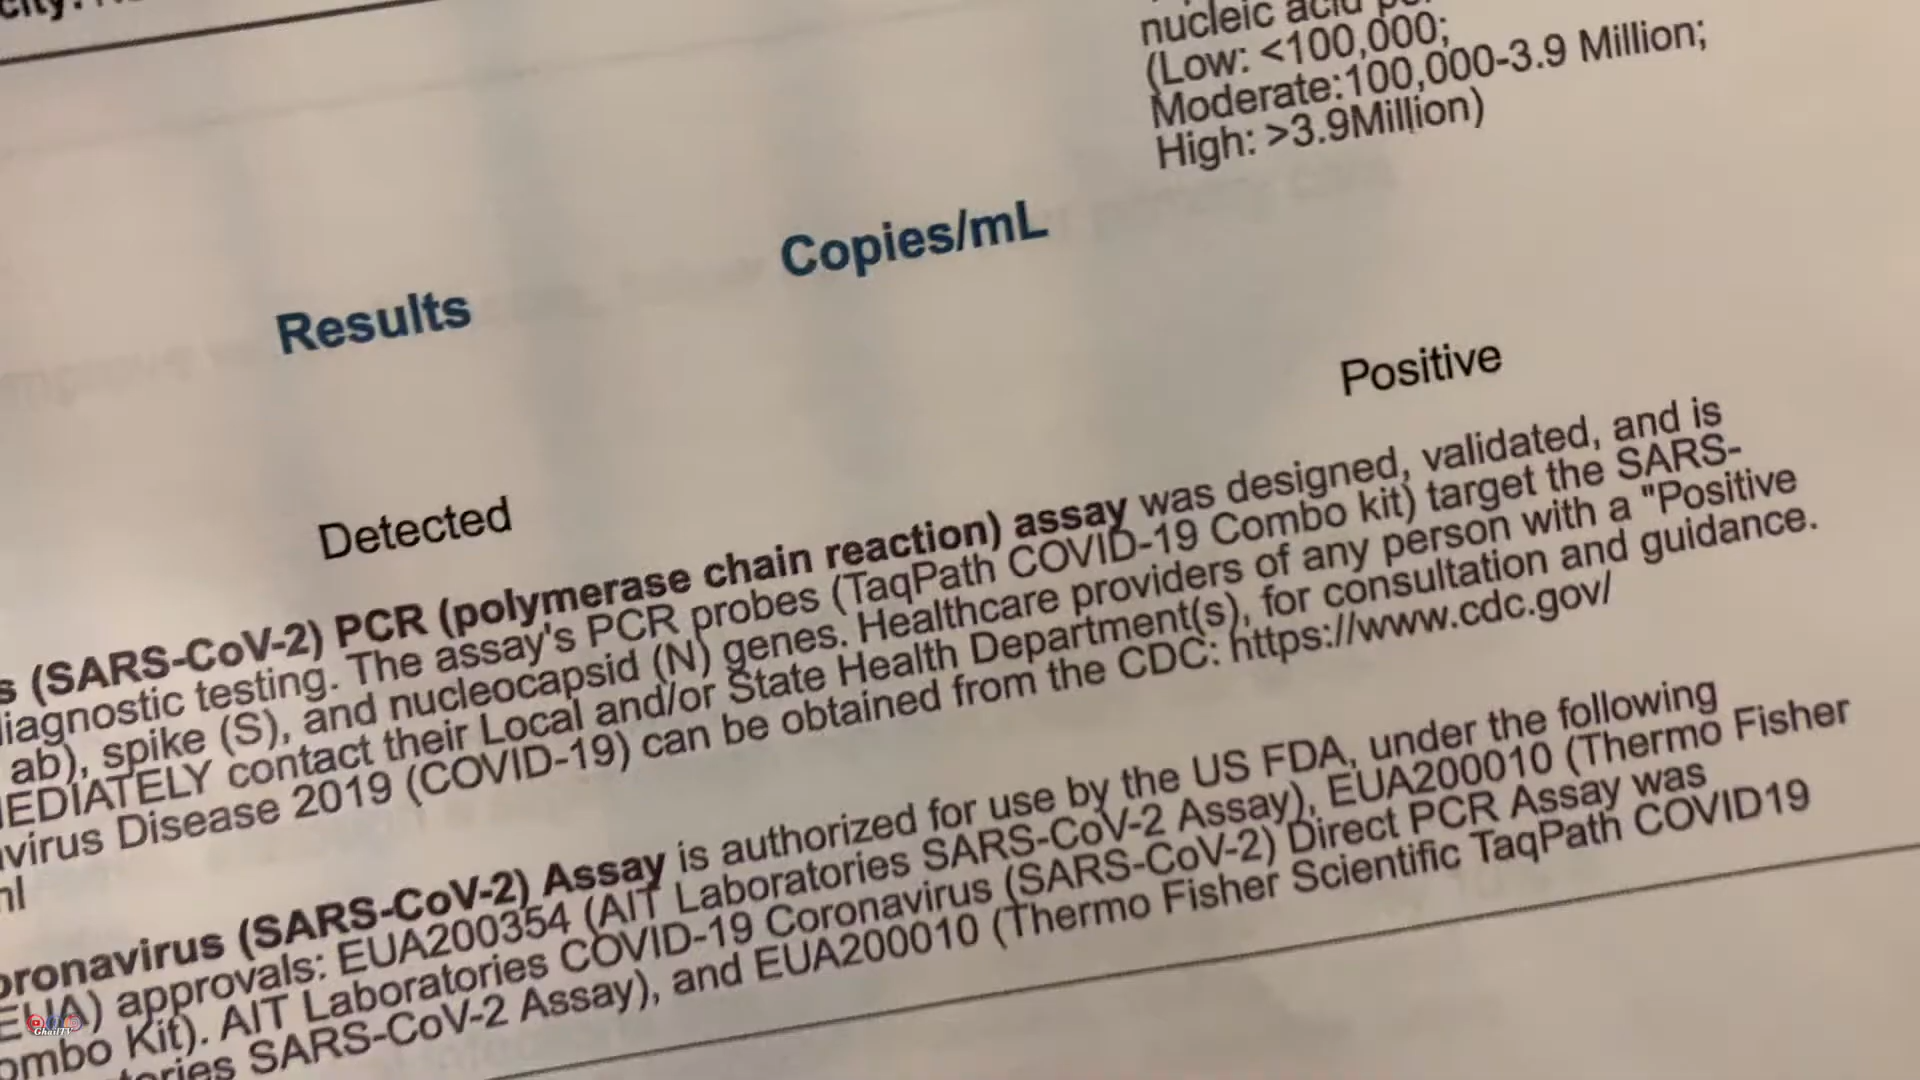 nucleic acid
(Low: <100,000;
Moderate:100,000-3.9 Million;
High: >3.9Million)
Copies/mL
Results
Positive
Detected
s (SARS-CoV-2) PCR (polymerase chain reaction) assay was designed, validated, and is
iagnostic testing. The assay's PCR probes (TaqPath COVID-19 Combo kit) target the SARS-
ab), spike (S), and nucleocapsid (N) genes. Healthcare providers of any person with a "Positive
MEDIATELY contact their Local and/or State Health Department(s), for consultation and guidance.
avirus Disease 2019 (COVID-19) can be obtained from the CDC: https://www.cdc.gov/
ml
oronavirus (SARS-CoV-2) Assay is authorized for use by the US FDA, under the following
EUA) approvals: EUA200354 (AIT Laboratories SARS-CoV-2 Assay), EUA200010 (Thermo Fisher
ombo Kit). AIT Laboratories COVID-19 Coronavirus (SARS-CoV-2) Direct PCR Assay was
tories SARS-CoV-2 Assay), and EUA200010 (Thermo Fisher Scientific TaqPath COVID19
GhailTV